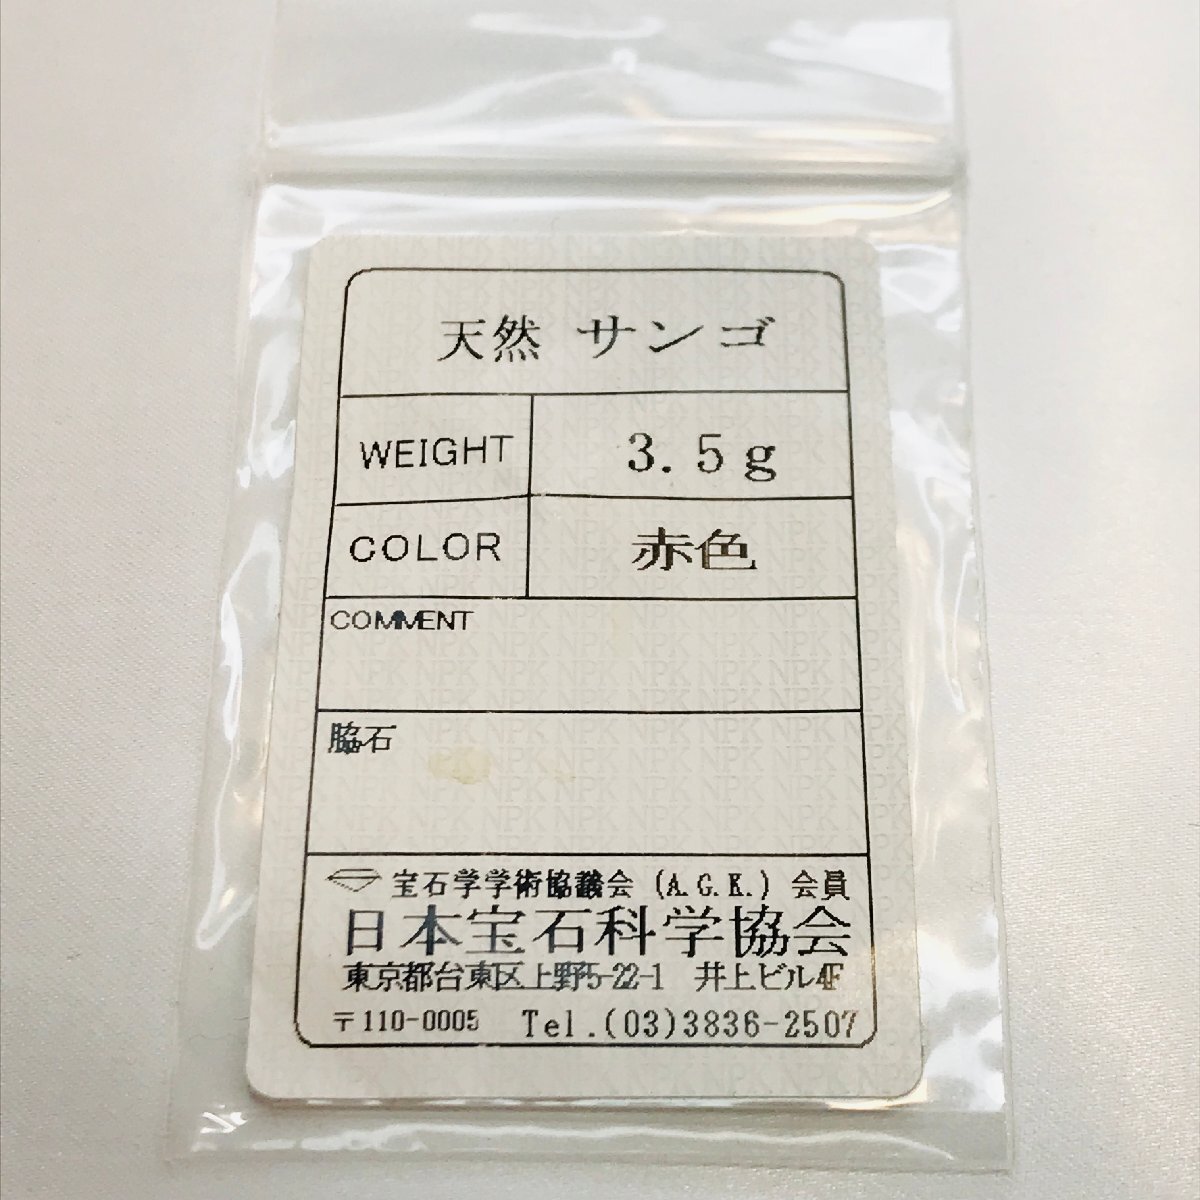 天然 サンゴ
WEIGHT 3.5g
COLOR 赤色
COMMENT
脇石
宝石学学術協議会 (A.G.K.) 会員
日本宝石科学協会
東京都台東区上野5-22-1 井上ビル4F
〒110-0005 Tel.(03)3836-2507